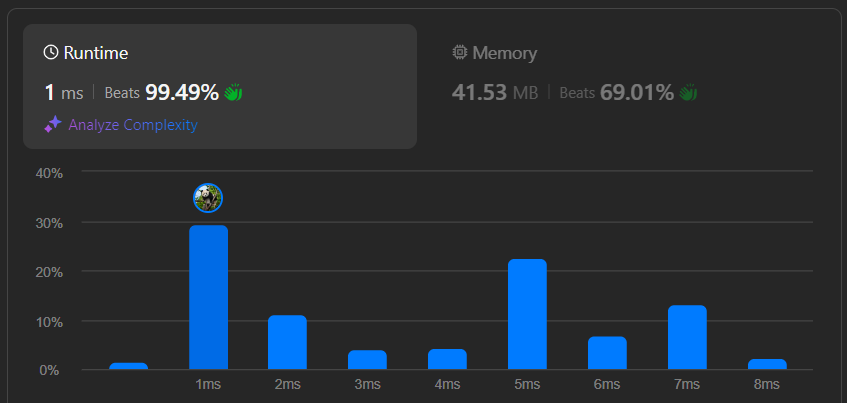 Runtime
1 ms | Beats 99.49%
Analyze Complexity
Memory
41.53 MB | Beats 69.01%
40%
30%
20%
10%
0%
1ms 2ms 3ms 4ms 5ms 6ms 7ms 8ms